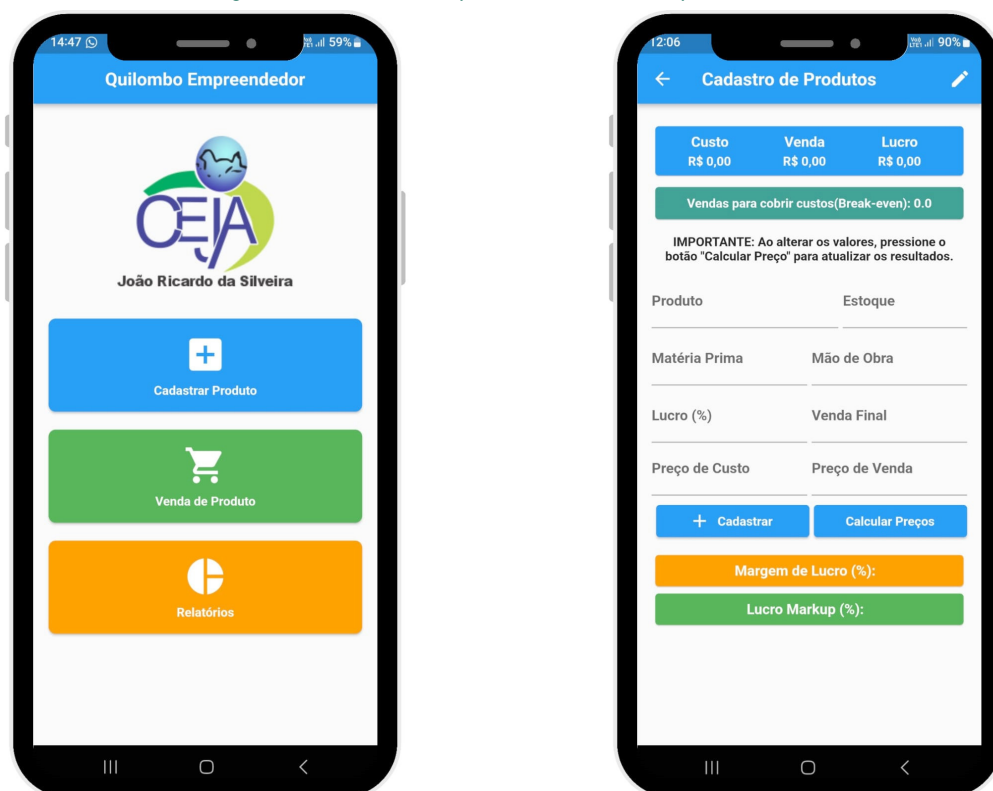 14:47 59%
Quilombo Empreendedor
CEJA
João Ricardo da Silveira
Cadastrar Produto
Venda de Produto
Relatórios
12:06 90%
Cadastro de Produtos
Custo Venda Lucro
R$ 0,00 R$ 0,00 R$ 0,00
Vendas para cobrir custos(Break-even): 0.0
IMPORTANTE: Ao alterar os valores, pressione o
botão "Calcular Preço" para atualizar os resultados.
Produto Estoque
Matéria Prima Mão de Obra
Lucro (%) Venda Final
Preço de Custo Preço de Venda
+ Cadastrar Calcular Preços
Margem de Lucro (%):
Lucro Markup (%):